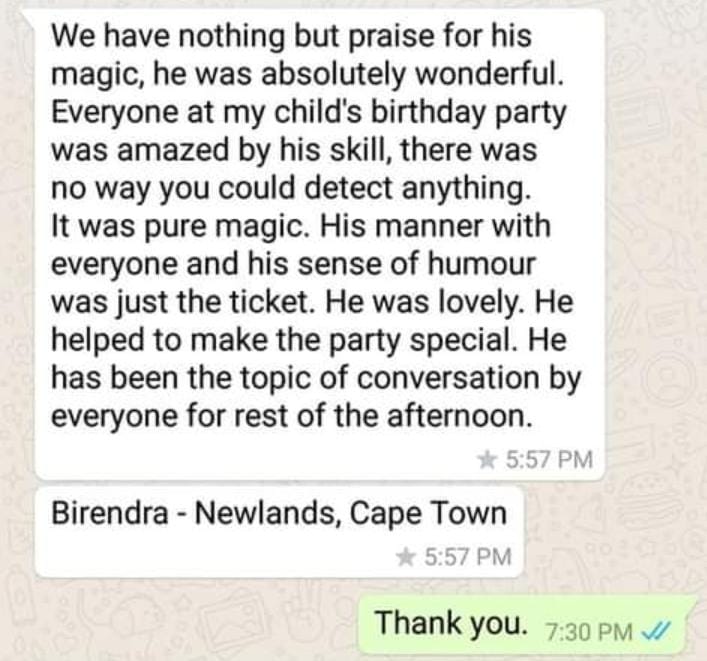 We have nothing but praise for his
magic, he was absolutely wonderful.
Everyone at my child's birthday party
was amazed by his skill, there was
no way you could detect anything.
It was pure magic. His manner with
everyone and his sense of humour
was just the ticket. He was lovely. He
helped to make the party special. He
has been the topic of conversation by
everyone for rest of the afternoon.
5:57 PM
Birendra - Newlands, Cape Town
5:57 PM
Thank you. 7:30 PM